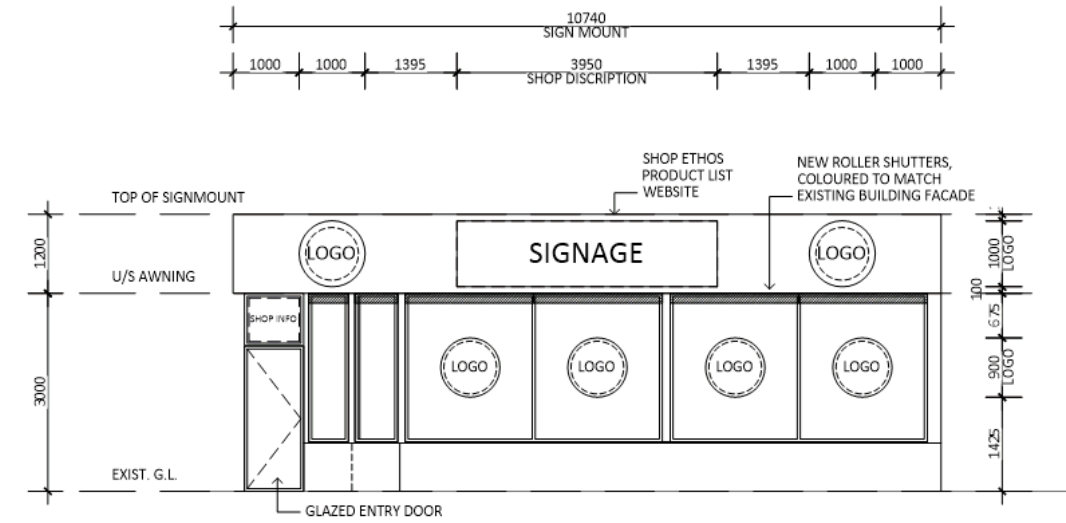 10740
SIGN MOUNT
1000 1000 1395 3950 1395 1000 1000
SHOP DISCRIPTION
SHOP ETHOS
PRODUCT LIST
WEBSITE
NEW ROLLER SHUTTERS,
COLOURED TO MATCH
EXISTING BUILDING FACADE
TOP OF SIGNMOUNT
1200
LOGO
SIGNAGE
LOGO
1000
LOGO
U/S AWNING
100
SHOP INFO
675
3000
LOGO
LOGO
LOGO
LOGO
900
LOGO
1425
EXIST. G.L.
GLAZED ENTRY DOOR